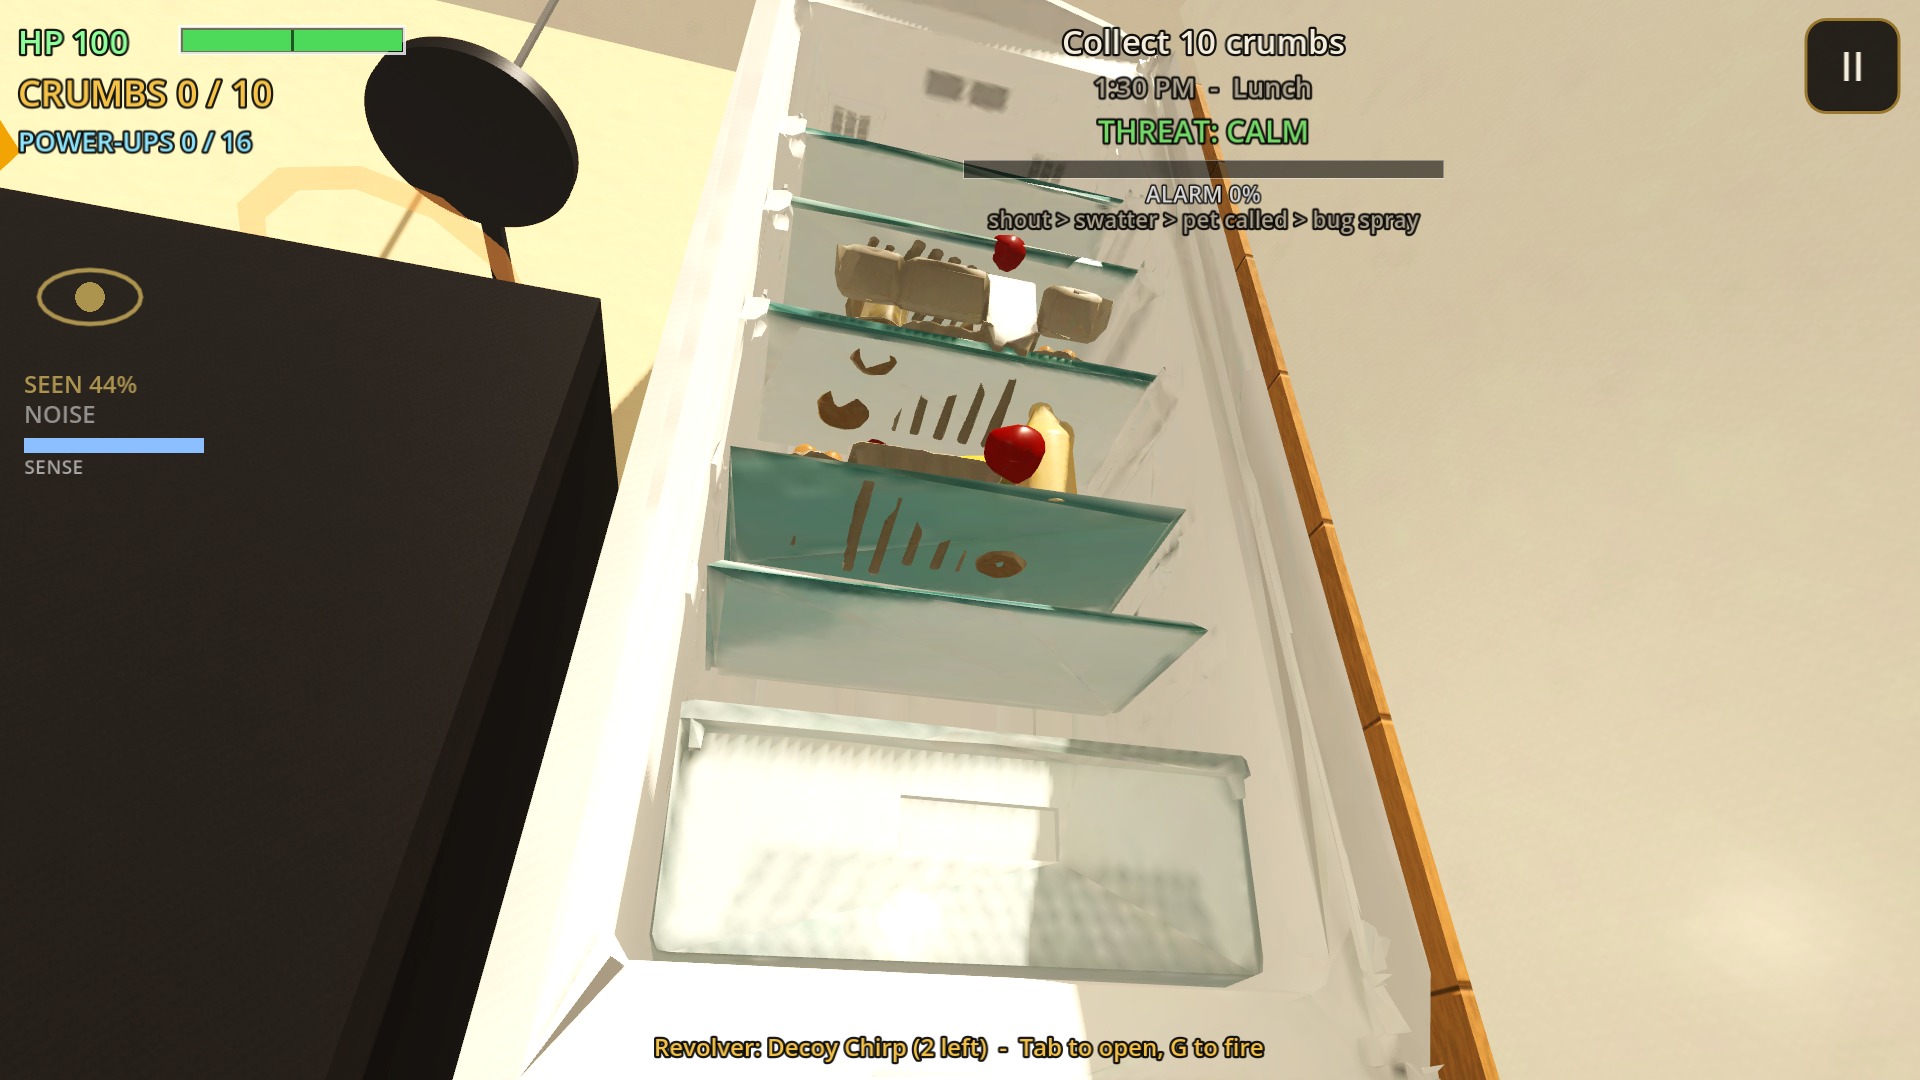 HP 100
CRUMBS 0 / 10
POWER-UPS 0 / 16
Collect 10 crumbs
1:30 PM - Lunch
THREAT: CALM
ALARM 0%
shout > swatter > pet called > bug spray
SEEN 44%
NOISE
SENSE
Revolver: Decoy Chirp (2 left) - Tab to open, G to fire